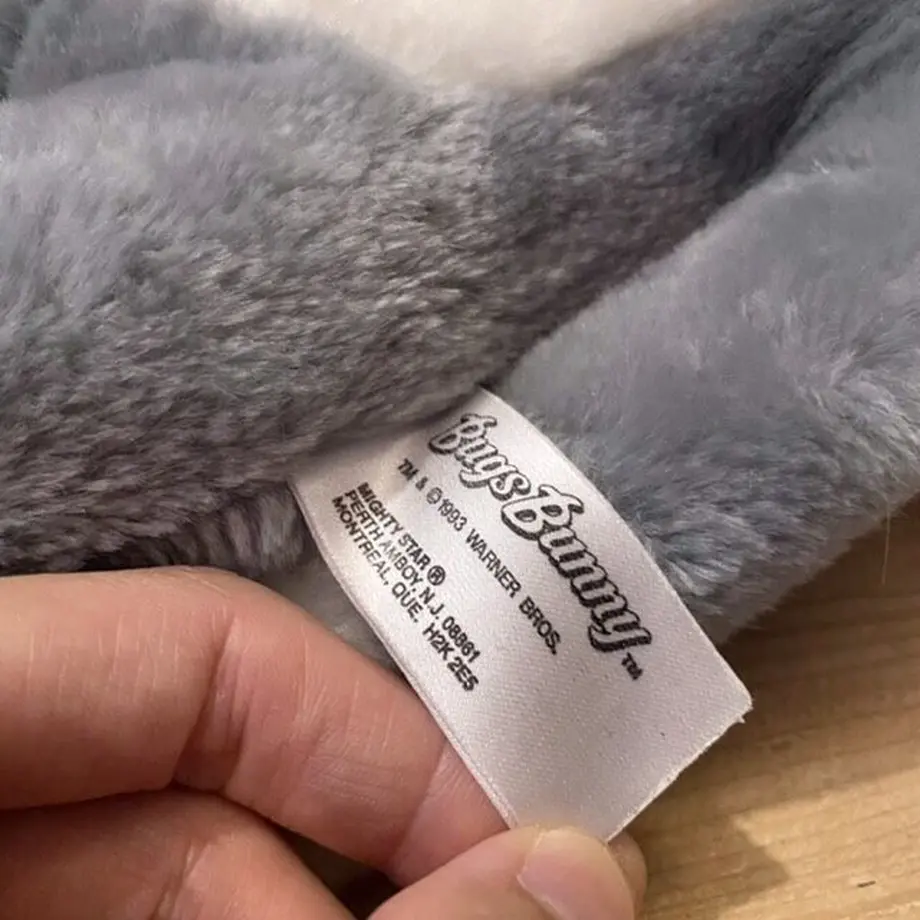 Bugs Bunny™
TM & ©1993 WARNER BROS.
MIGHTY STAR®
PERTH AMBOY, N.J. 08861
MONTREAL, QUE. H2K 2E5